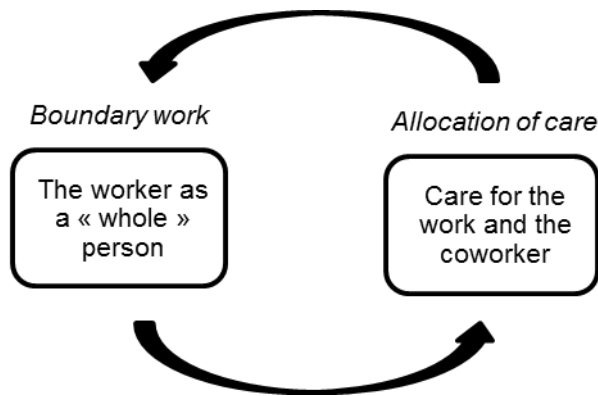 Boundary work
The worker as
a « whole »
person
Allocation of care
Care for the
work and the
coworker